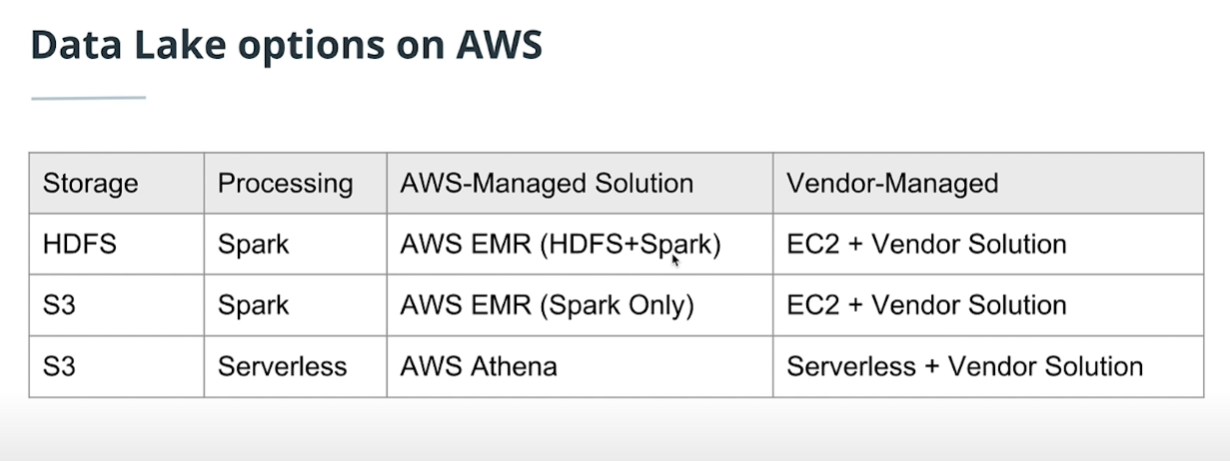 Data Lake options on AWS
Storage Processing AWS-Managed Solution Vendor-Managed
HDFS Spark AWS EMR (HDFS+Spark) EC2 + Vendor Solution
S3 Spark AWS EMR (Spark Only) EC2 + Vendor Solution
S3 Serverless AWS Athena Serverless + Vendor Solution